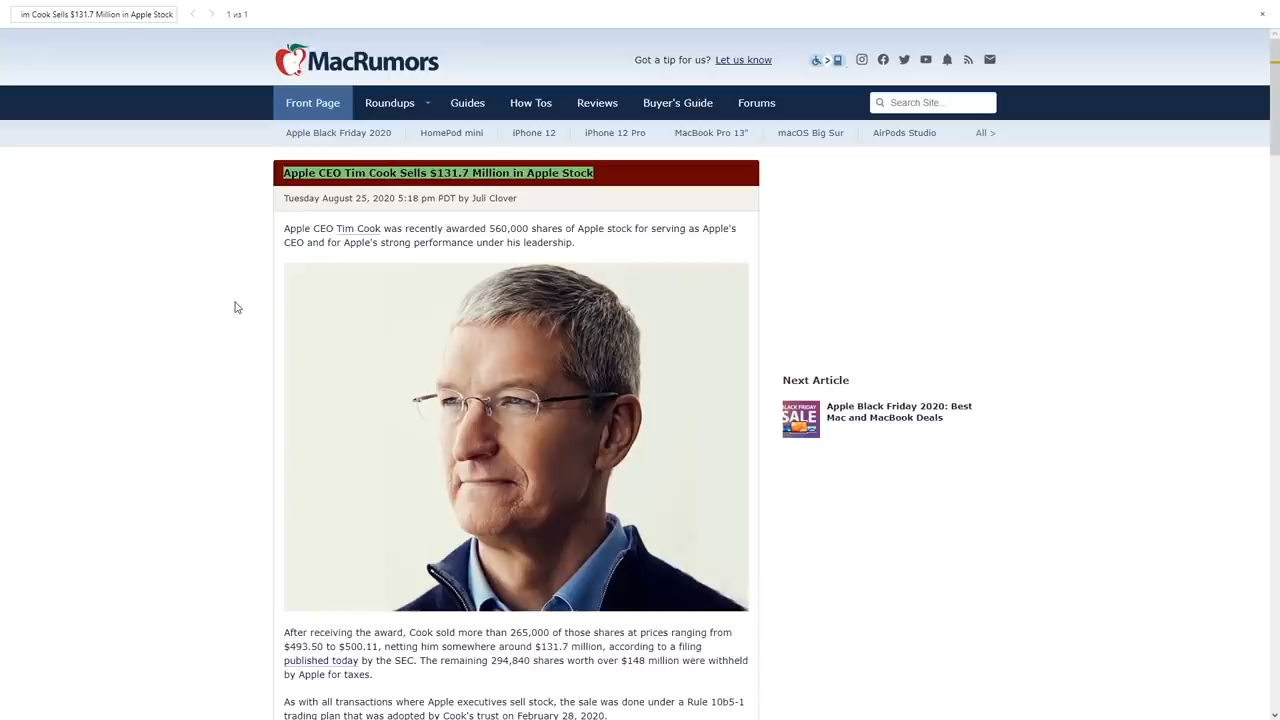 im Cook Sells $131.7 Million in Apple Stock
1 из 1
MacRumors
Got a tip for us? Let us know
Front Page Roundups Guides How Tos Reviews Buyer's Guide Forums Search Site...
Apple Black Friday 2020 HomePod mini iPhone 12 iPhone 12 Pro MacBook Pro 13" macOS Big Sur AirPods Studio All >
Apple CEO Tim Cook Sells $131.7 Million in Apple Stock
Tuesday August 25, 2020 5:18 pm PDT by Juli Clover
Apple CEO Tim Cook was recently awarded 560,000 shares of Apple stock for serving as Apple's
CEO and for Apple's strong performance under his leadership.
Next Article
BLACK FRIDAY
SALE
Apple Black Friday 2020: Best
Mac and MacBook Deals
After receiving the award, Cook sold more than 265,000 of those shares at prices ranging from
$493.50 to $500.11, netting him somewhere around $131.7 million, according to a filing
published today by the SEC. The remaining 294,840 shares worth over $148 million were withheld
by Apple for taxes.
As with all transactions where Apple executives sell stock, the sale was done under a Rule 10b5-1
trading plan that was adopted by Cook's trust on February 28, 2020.